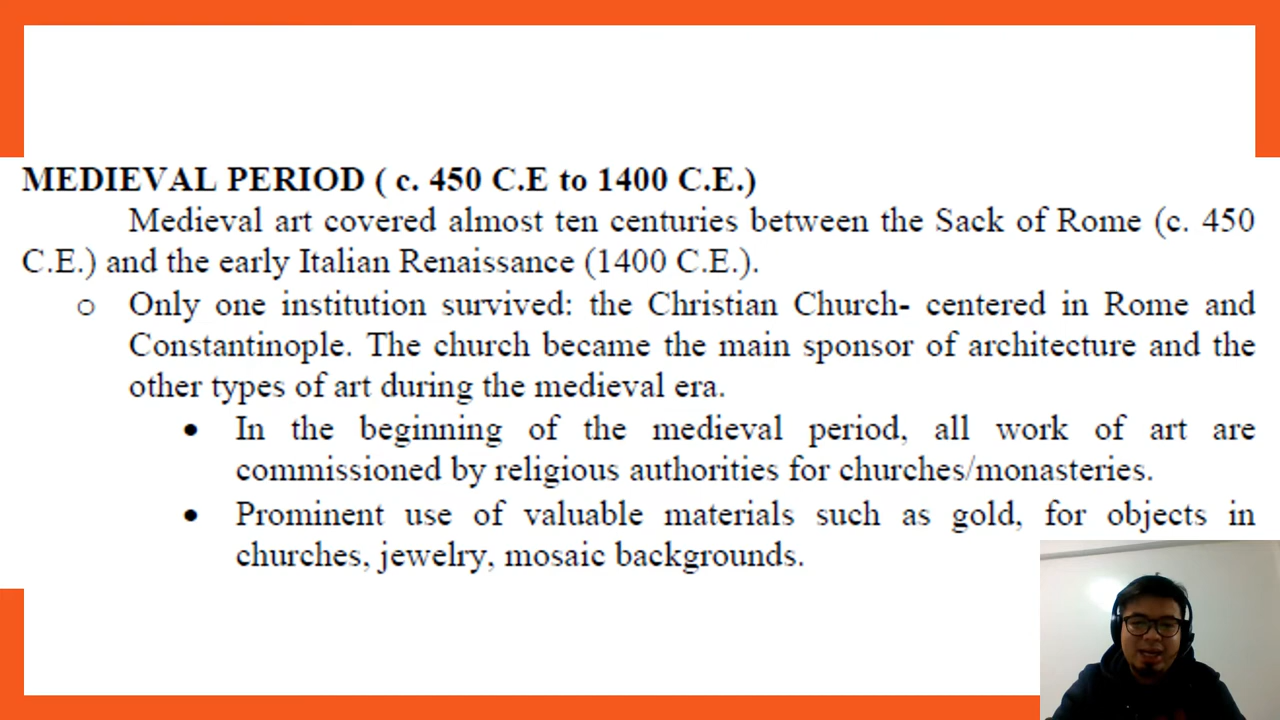 MEDIEVAL PERIOD ( c. 450 C.E to 1400 C.E.)
Medieval art covered almost ten centuries between the Sack of Rome (c. 450
C.E.) and the early Italian Renaissance (1400 C.E.).
o Only one institution survived: the Christian Church- centered in Rome and
Constantinople. The church became the main sponsor of architecture and the
other types of art during the medieval era.
• In the beginning of the medieval period, all work of art are
commissioned by religious authorities for churches/monasteries.
• Prominent use of valuable materials such as gold, for objects in
churches, jewelry, mosaic backgrounds.